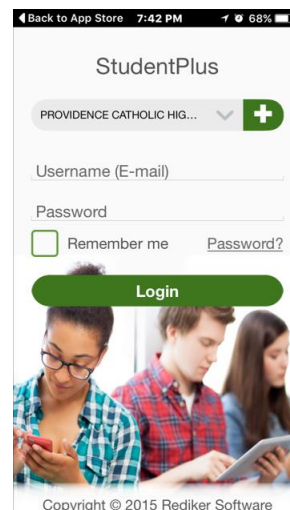 Back to App Store 7:42 PM 68%
StudentPlus
PROVIDENCE CATHOLIC HIG...
Username (E-mail)
Password
Remember me Password?
Login
Copyright © 2015 Rediker Software